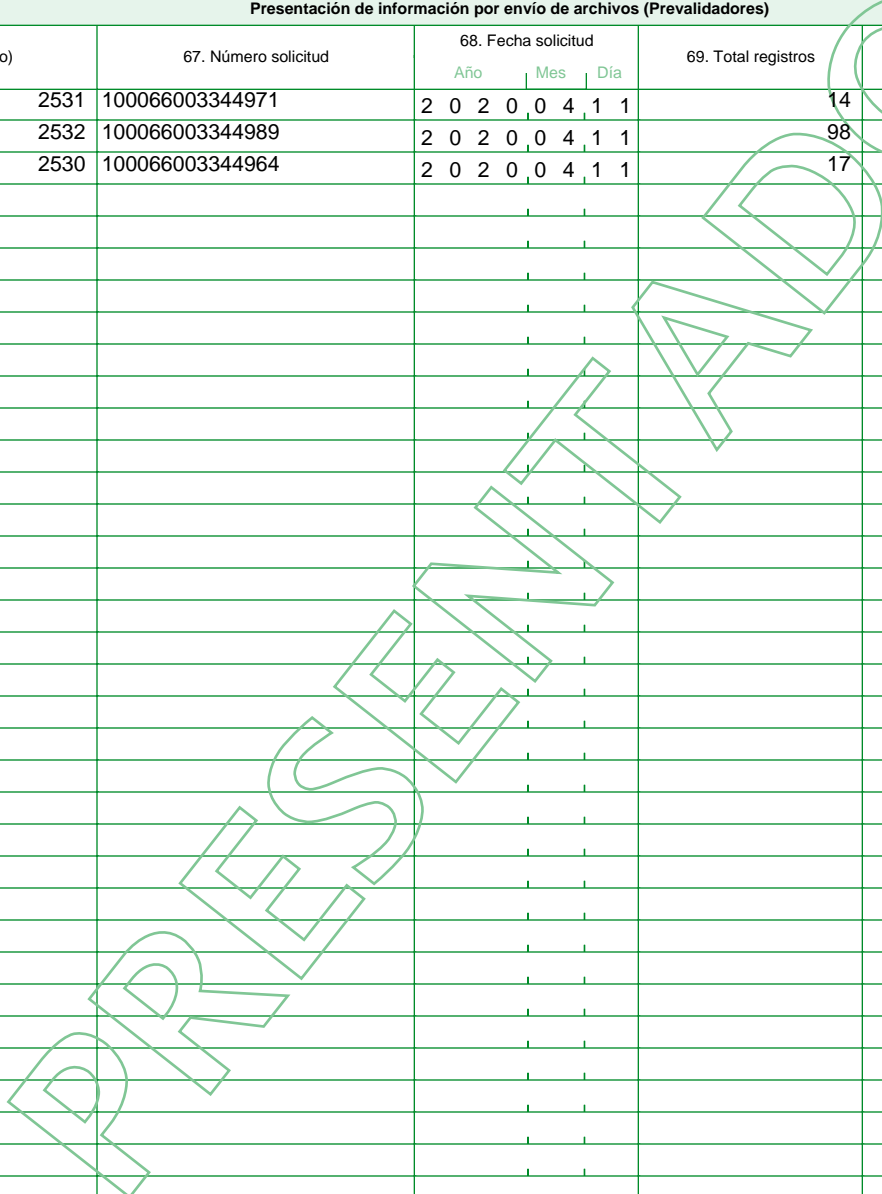 Presentación de información por envío de archivos (Prevalidadores)
o) 67. Número solicitud 68. Fecha solicitud 69. Total registros
Año Mes Día
2531 100066003344971 2 0 2 0 0 4 1 1 14
2532 100066003344989 2 0 2 0 0 4 1 1 98
2530 100066003344964 2 0 2 0 0 4 1 1 17
PRESENTADO